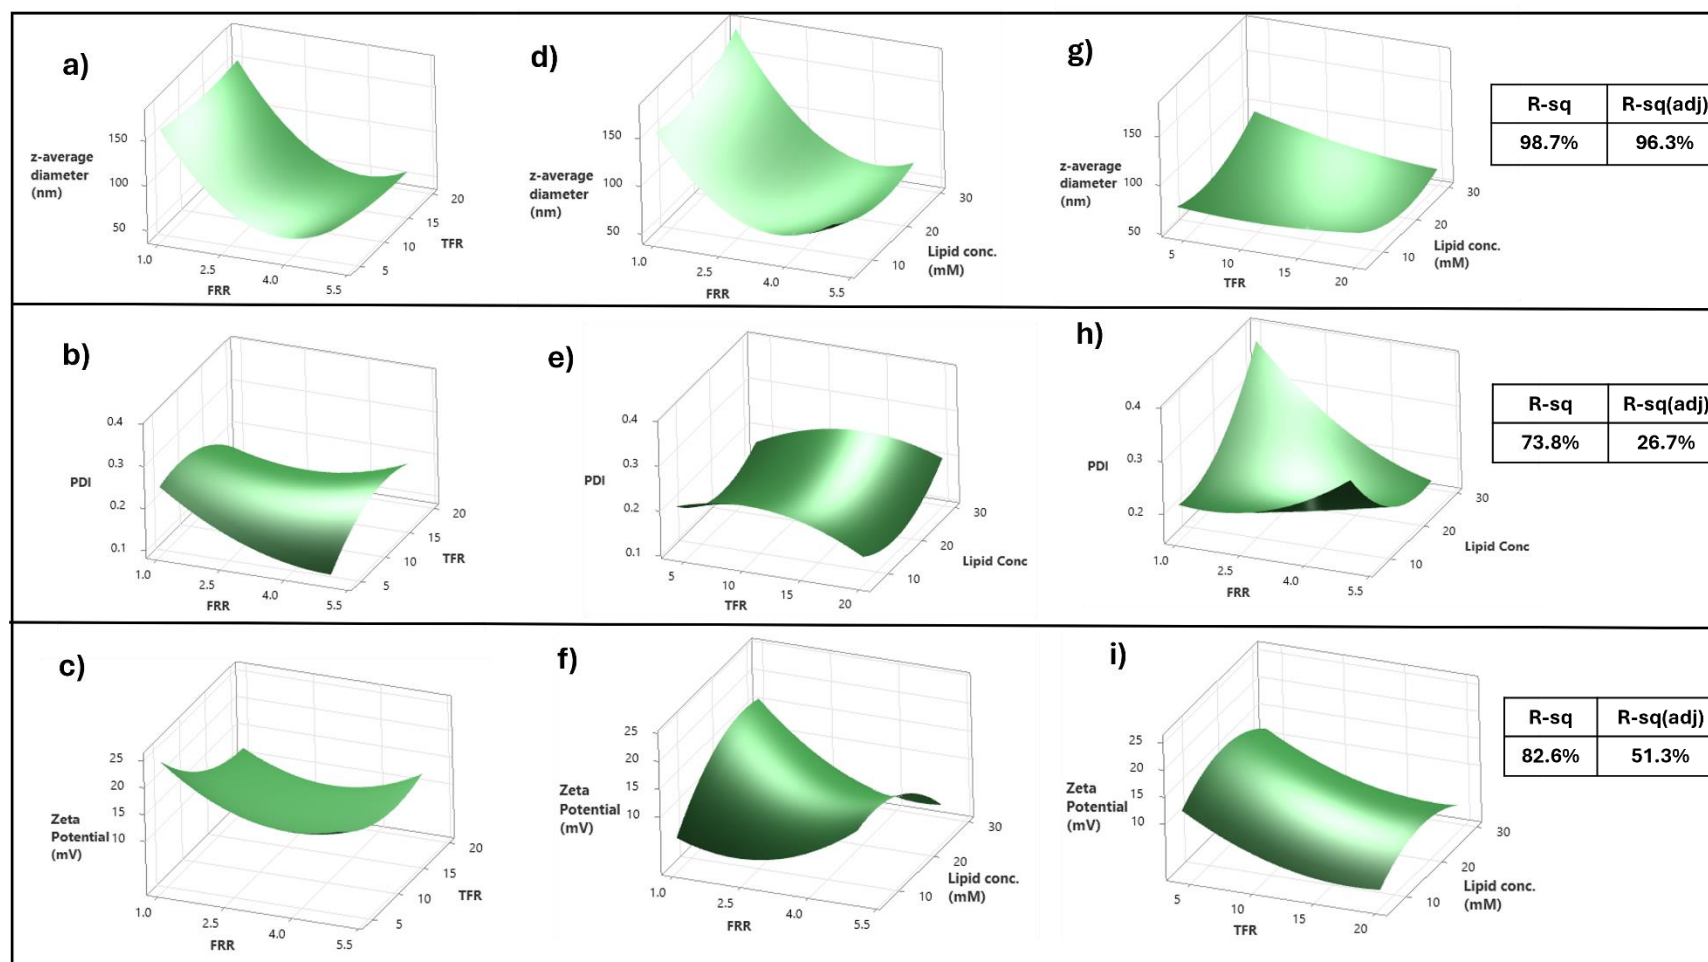 a)
z-average
diameter
(nm)
150
100
50
1.0
2.5
4.0
5.5
FRR
5
10
15
20
TFR
d)
z-average
diameter
(nm)
150
100
50
1.0
2.5
4.0
5.5
FRR
10
20
30
Lipid conc.
(mM)
g)
z-average
diameter
(nm)
150
100
50
5
10
15
20
TFR
10
20
30
Lipid conc.
(mM)
R-sq R-sq(adj)
98.7% 96.3%
b)
PDI
0.4
0.3
0.2
0.1
1.0
2.5
4.0
5.5
FRR
5
10
15
20
TFR
e)
PDI
0.4
0.3
0.2
0.1
5
10
15
20
TFR
10
20
30
Lipid Conc
h)
PDI
0.4
0.3
0.2
1.0
2.5
4.0
5.5
FRR
10
20
30
Lipid Conc
R-sq R-sq(adj)
73.8% 26.7%
c)
Zeta
Potential
(mV)
25
20
15
10
1.0
2.5
4.0
5.5
FRR
5
10
15
20
TFR
f)
Zeta
Potential
(mV)
25
20
15
10
1.0
2.5
4.0
5.5
FRR
10
20
30
Lipid conc.
(mM)
i)
Zeta
Potential
(mV)
25
20
15
10
5
10
15
20
TFR
10
20
30
Lipid conc.
(mM)
R-sq R-sq(adj)
82.6% 51.3%